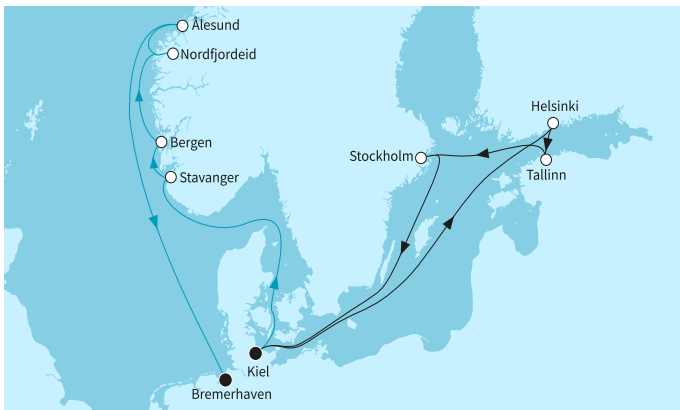 Ålesund
Nordfjordeid
Helsinki
Bergen
Stockholm
Tallinn
Stavanger
Kiel
Bremerhaven